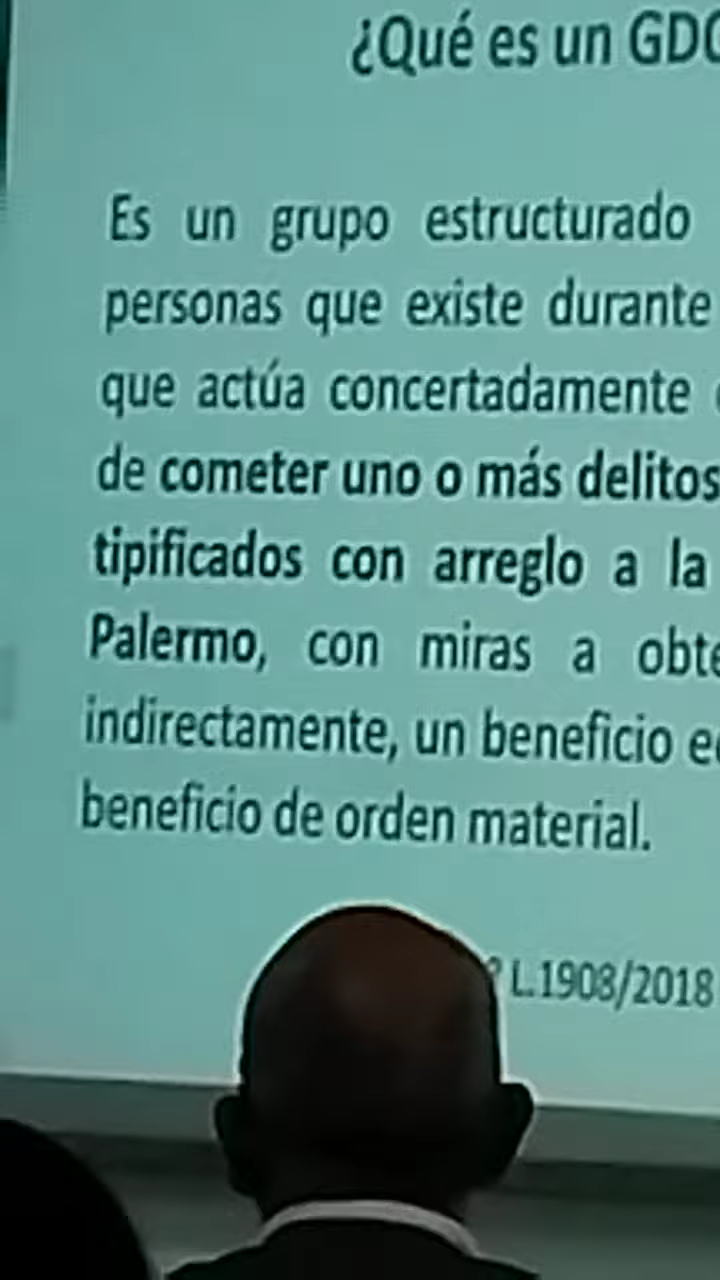 ¿Qué es un GDO
Es un grupo estructurado
personas que existe durante
que actúa concertadamente
de cometer uno o más delitos
tipificados con arreglo a la
Palermo, con miras a
indirectamente, un beneficio
beneficio de orden material.
L.1908/2018